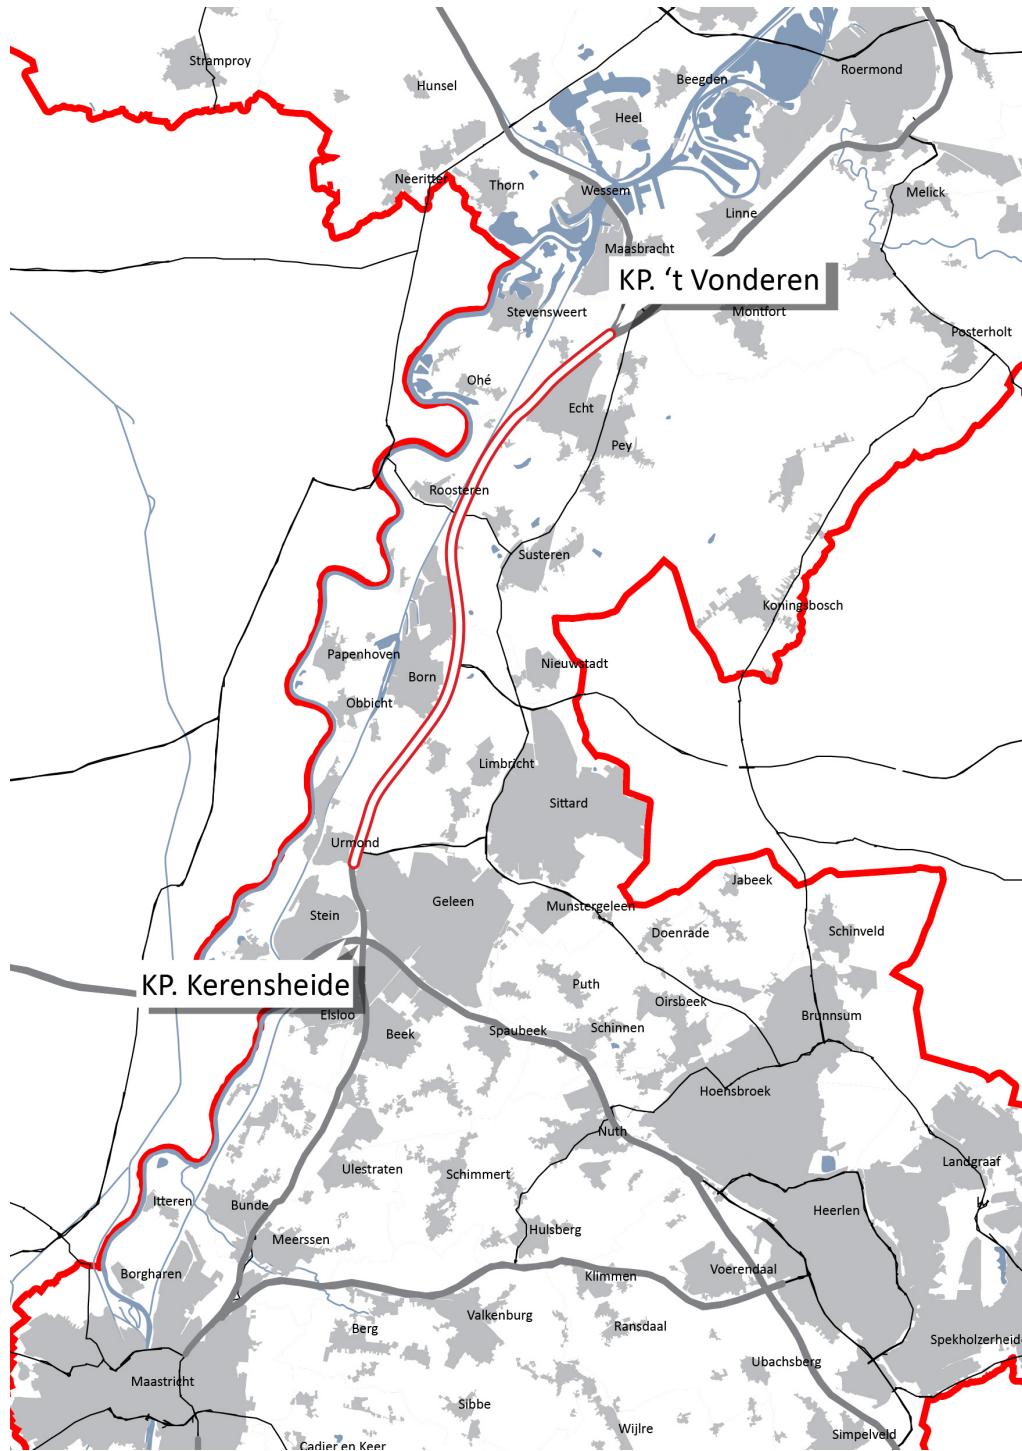 Stramproy
Hunsel
Beegden
Roermond
Heel
Neeritter
Thorn
Wessem
Melick
Linne
Maasbracht
KP. ‘t Vonderen
Stevensweert
Montfort
Posterholt
Ohé
Echt
Pey
Roosteren
Susteren
Koningsbosch
Papenhoven
Nieuwstadt
Born
Obbicht
Limbricht
Sittard
Urmond
Jabeek
Geleen
Munstergeleen
Stein
Doenrade
Schinveld
KP. Kerensheide
Puth
Oirsbeek
Elsloo
Brunnsum
Beek
Spaubeek
Schinnen
Hoensbroek
Nuth
Landgraaf
Ulestraten
Schimmert
Itteren
Bunde
Heerlen
Hulsberg
Meerssen
Borgharen
Klimmen
Voerendaal
Valkenburg
Berg
Ransdaal
Spekholzerheide
Ubachsberg
Maastricht
Sibbe
Wijlre
Simpelveld
Cadier en Keer